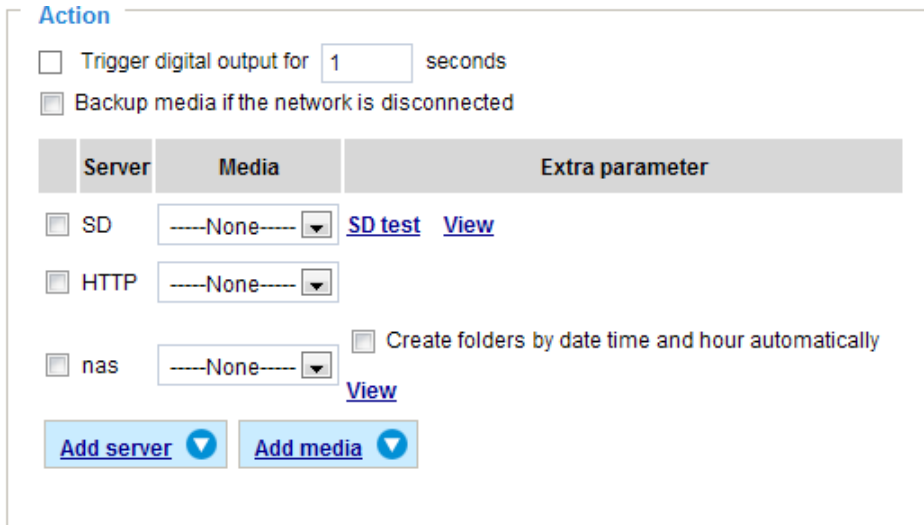 Action
Trigger digital output for 1 seconds
Backup media if the network is disconnected
Server Media Extra parameter
SD -----None----- SD test View
HTTP -----None-----
nas -----None----- Create folders by date time and hour automatically
View
Add server Add media